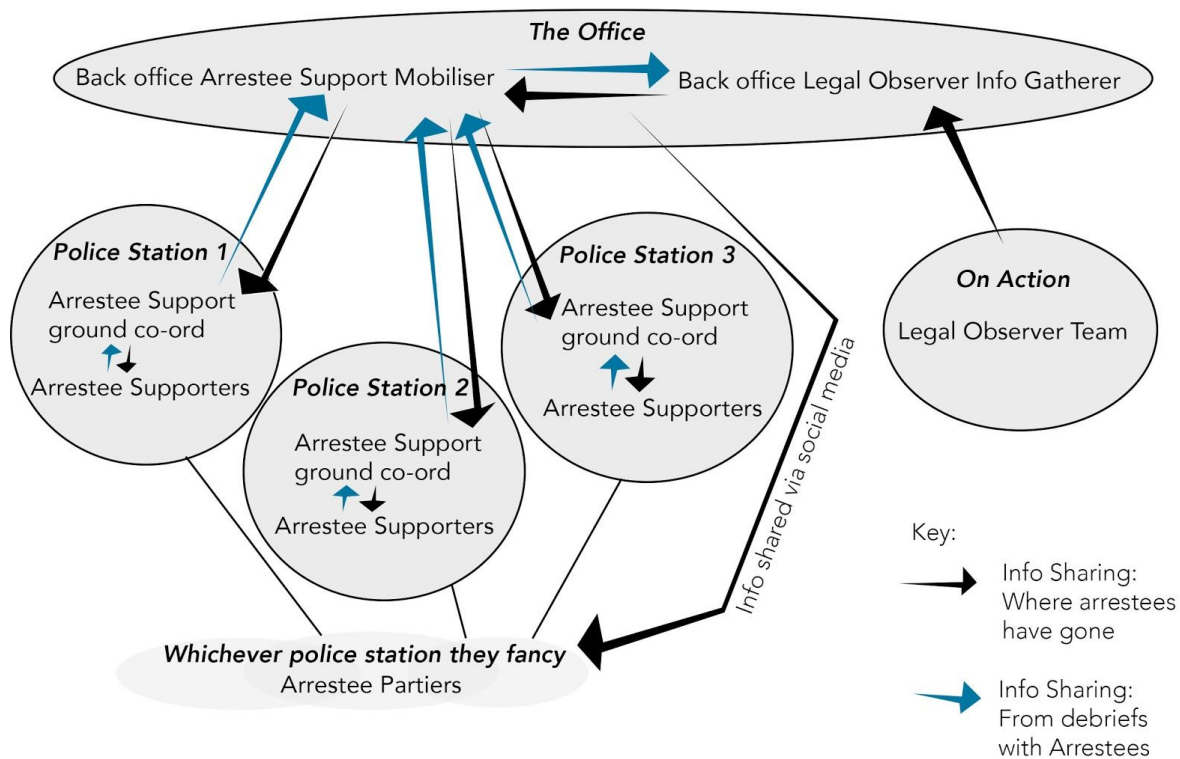 The Office
Back office Arrestee Support Mobiliser
Back office Legal Observer Info Gatherer
Police Station 1
Arrestee Support
ground co-ord
Arrestee Supporters
Police Station 2
Arrestee Support
ground co-ord
Arrestee Supporters
Police Station 3
Arrestee Support
ground co-ord
Arrestee Supporters
On Action
Legal Observer Team
Info shared via social media
Whichever police station they fancy
Arrestee Partiers
Key:
Info Sharing:
Where arrestees
have gone
Info Sharing:
From debriefs
with Arrestees